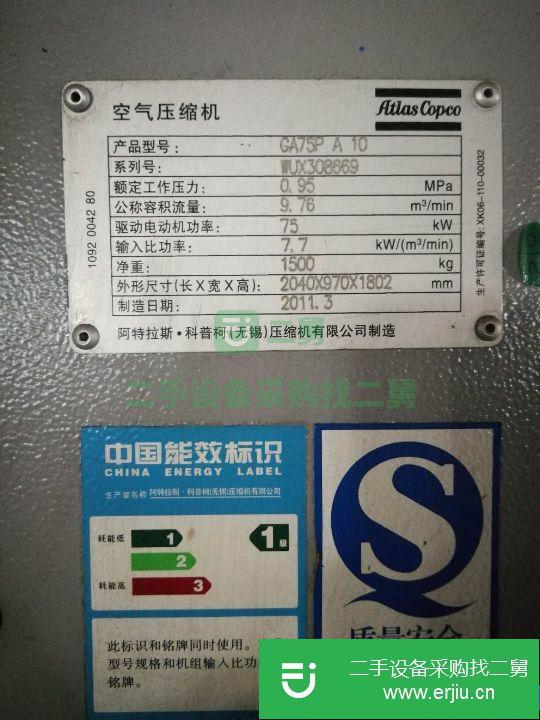 空气压缩机
Atlas Copco
产品型号: GA75P A 10
系列号: WUX308669
额定工作压力: 0.95 MPa
公称容积流量: 9.76 m³/min
驱动电动机功率: 75 kW
输入比功率: 7.7 kW/(m³/min)
净重: 1500 kg
外形尺寸(长X宽X高): 2040X970X1802 mm
制造日期: 2011.3
阿特拉斯·科普柯(无锡)压缩机有限公司制造
1092 0042 80
生产许可证编号: XK06-110-00032
二舅
二手设备采购找二舅
中国能效标识
CHINA ENERGY LABEL
生产者名称 阿特拉斯·科普柯(无锡)压缩机有限公司
耗能低 1
2
耗能高 3
1级
此标识和铭牌同时使用。
型号规格和机组输入比功
铭牌。
S
质量安全
二手设备采购找二舅
www.erjiu.cn